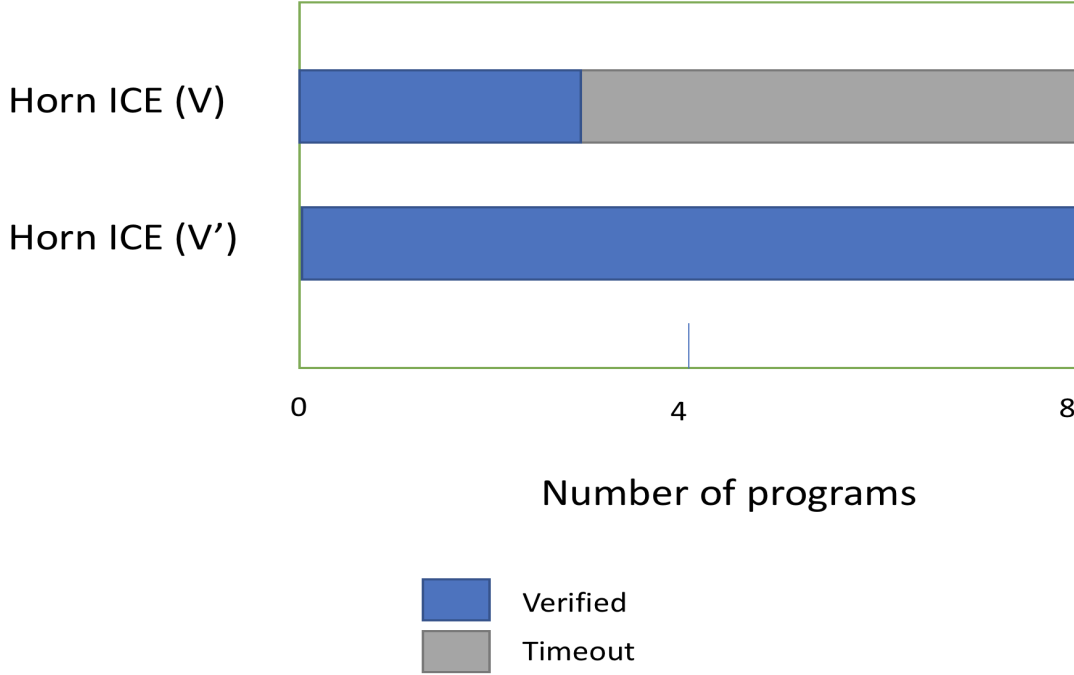 Horn ICE (V)
Horn ICE (V’)
0 4 8
Number of programs
Verified
Timeout